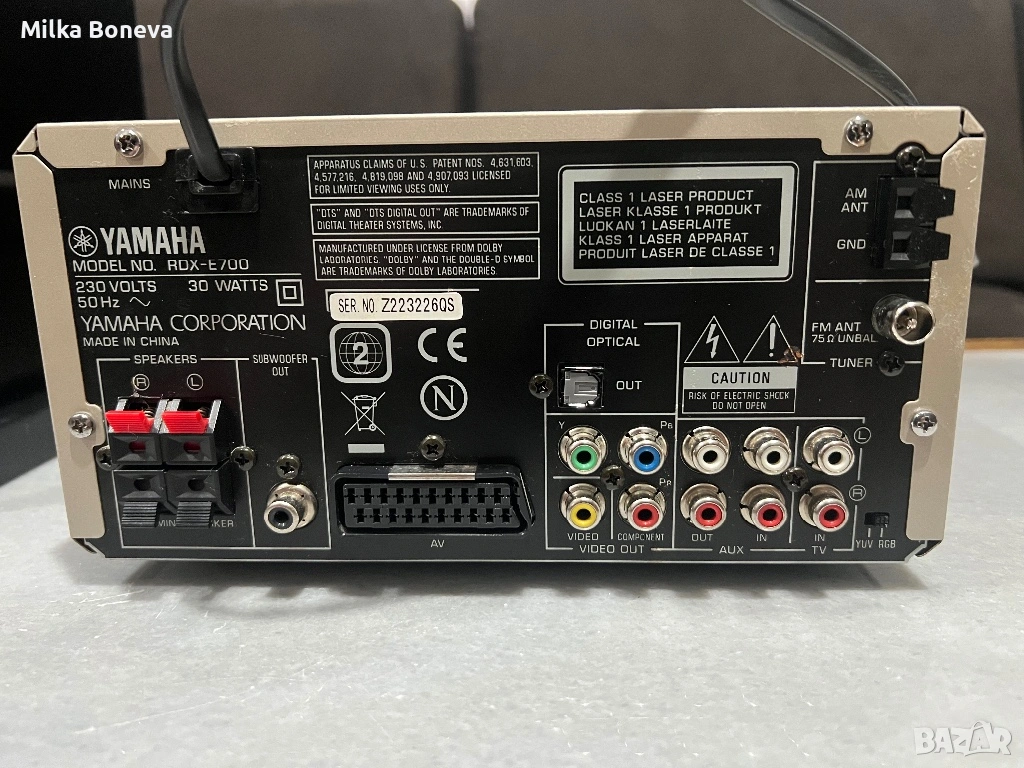 Milka Boneva
MAINS
APPARATUS CLAIMS OF U.S. PATENT NOS. 4,631,603,
4,577,216, 4,819,098 AND 4,907,093 LICENSED
FOR LIMITED VIEWING USES ONLY.
"DTS" AND "DTS DIGITAL OUT" ARE TRADEMARKS OF
DIGITAL THEATER SYSTEMS, INC.
MANUFACTURED UNDER LICENSE FROM DOLBY
LABORATORIES. "DOLBY" AND THE DOUBLE-D SYMBOL
ARE TRADEMARKS OF DOLBY LABORATORIES.
CLASS 1 LASER PRODUCT
LASER KLASSE 1 PRODUKT
LUOKAN 1 LASERLAITE
KLASS 1 LASER APPARAT
PRODUIT LASER DE CLASSE 1
AM
ANT
GND
YAMAHA
MODEL NO. RDX-E700
230 VOLTS 30 WATTS
50 Hz
YAMAHA CORPORATION
MADE IN CHINA
SER. NO. Z223226QS
2
CE
N
DIGITAL
OPTICAL
OUT
CAUTION
RISK OF ELECTRIC SHOCK
DO NOT OPEN
FM ANT
75 Ω UNBAL.
TUNER
SPEAKERS
R L
SUBWOOFER
OUT
AV
Y PB
PR
VIDEO COMPONENT
VIDEO OUT
OUT IN
AUX
IN
TV
L
R
YUV RGB
BAZAR